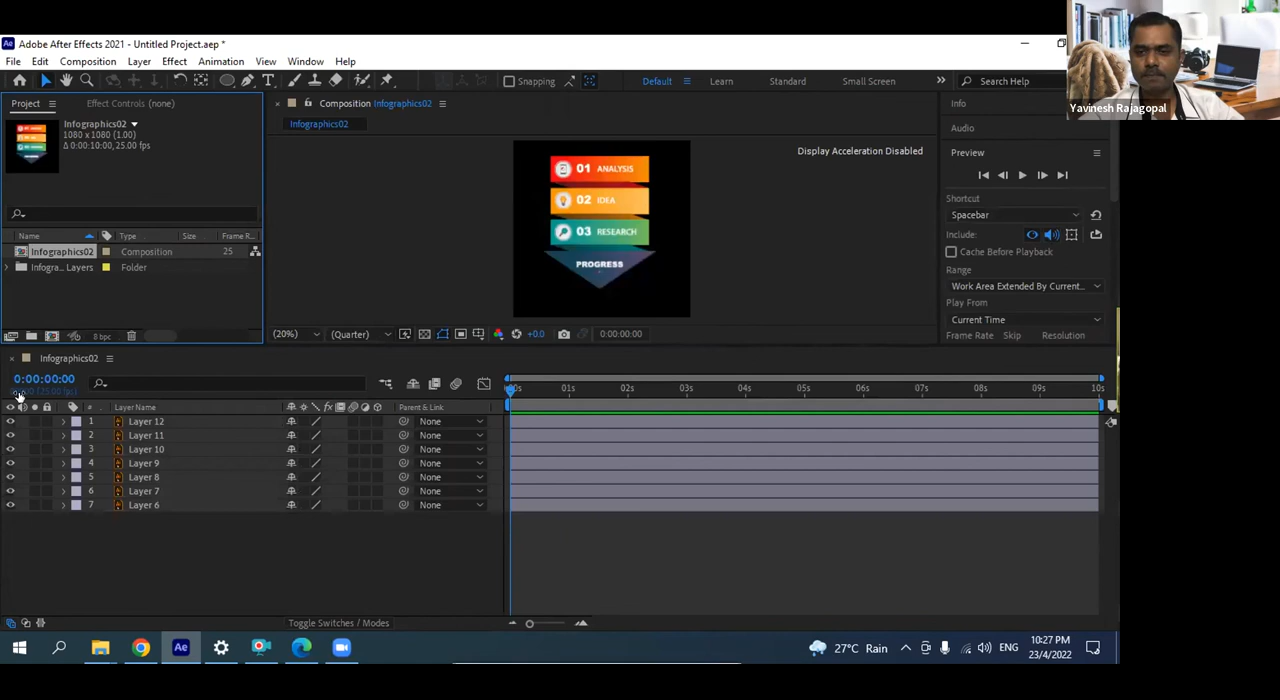 Adobe After Effects 2021 - Untitled Project.aep *
File Edit Composition Layer Effect Animation View Window Help
Snapping
Default Learn Standard Small Screen
Search Help
Yavinesh Rajagopal
Project
Effect Controls (none)
Infographics02
1080 x 1080 (1.00)
Δ 0:00:10:00, 25.00 fps
Name Type Size Frame R...
Infographics02 Composition 25
Infogra... Layers Folder
8 bpc
Composition Infographics02
Infographics02
Display Acceleration Disabled
01 ANALYSIS
02 IDEA
03 RESEARCH
PROGRESS
(20%) (Quarter) +0.0 0:00:00:00
Info
Audio
Preview
Shortcut
Spacebar
Include:
Cache Before Playback
Range
Work Area Extended By Current...
Play From
Current Time
Frame Rate Skip Resolution
Infographics02
0:00:00:00
00s 01s 02s 03s 04s 05s 06s 07s 08s 09s 10s
# Layer Name fx Parent & Link
1 Layer 12 None
2 Layer 11 None
3 Layer 10 None
4 Layer 9 None
5 Layer 8 None
6 Layer 7 None
7 Layer 6 None
Toggle Switches / Modes
Ae
27°C Rain
ENG
10:27 PM
23/4/2022